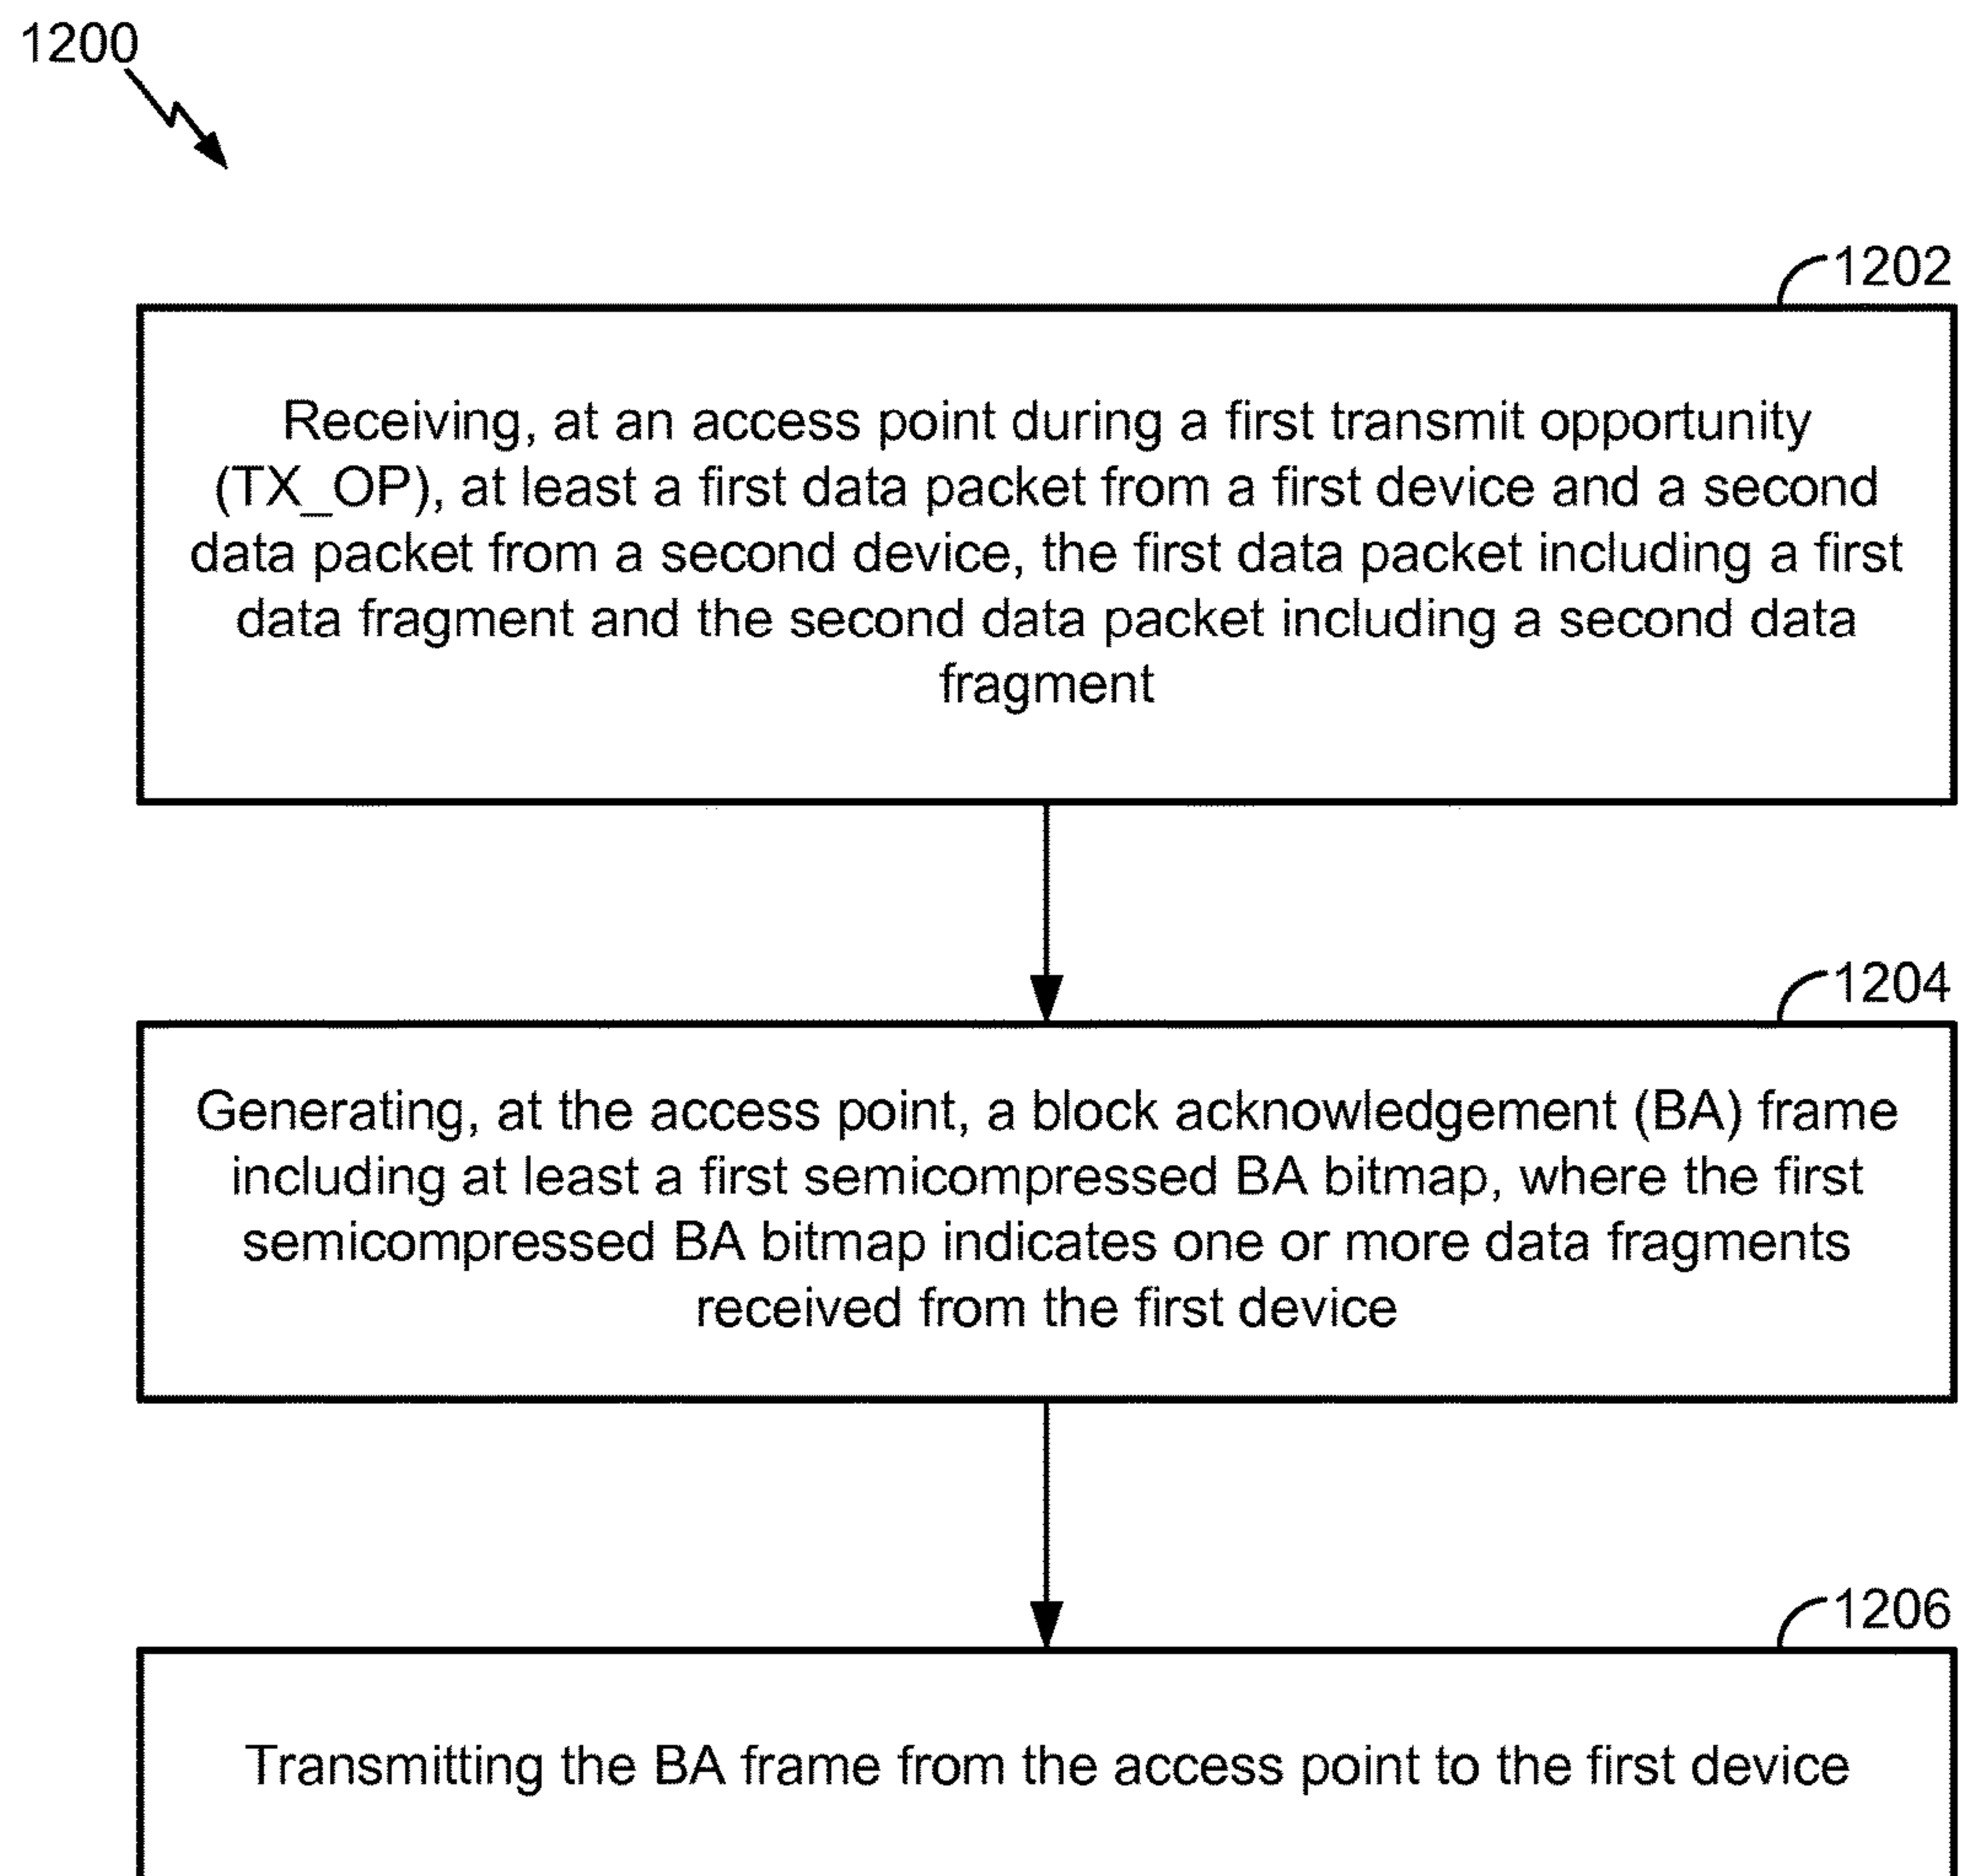 1200
1202
Receiving, at an access point during a first transmit opportunity
(TX_OP), at least a first data packet from a first device and a second
data packet from a second device, the first data packet including a first
data fragment and the second data packet including a second data
fragment
1204
Generating, at the access point, a block acknowledgement (BA) frame
including at least a first semicompressed BA bitmap, where the first
semicompressed BA bitmap indicates one or more data fragments
received from the first device
1206
Transmitting the BA frame from the access point to the first device